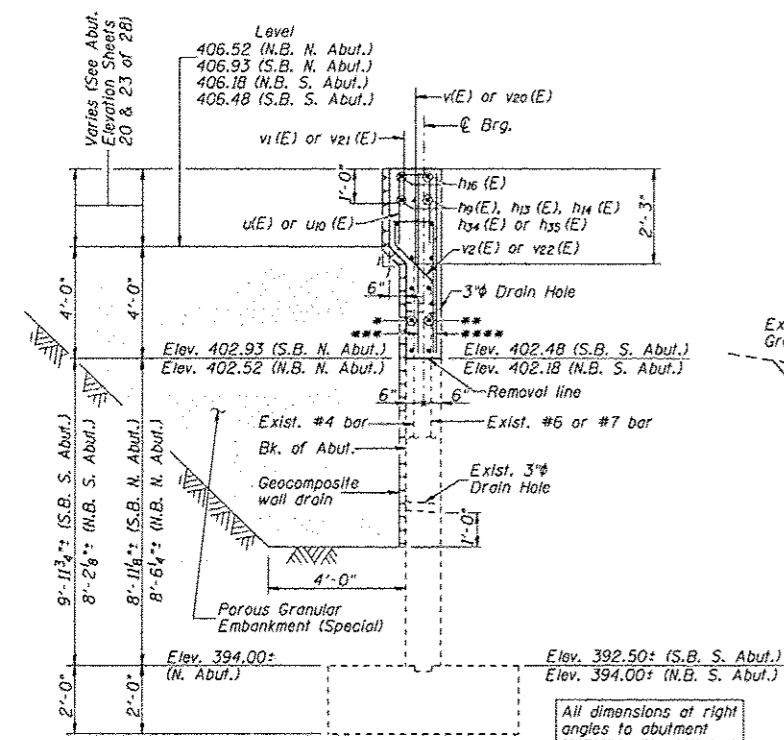 Varies (See Abut.
Elevation Sheets
20 & 23 of 28)
Level
406.52 (N.B. N. Abut.)
406.93 (S.B. N. Abut.)
406.18 (N.B. S. Abut.)
406.48 (S.B. S. Abut.)
v(E) or v20(E)
℄ Brg.
v1(E) or v21(E)
1'-0"
h16(E)
h9(E), h13(E), h14(E)
h34(E) or h35(E)
u(E) or u10(E)
v2(E) or v22(E)
2'-3"
4'-0"
4'-0"
6"
3"ϕ Drain Hole
**
***
****
Elev. 402.93 (S.B. N. Abut.)
Elev. 402.52 (N.B. N. Abut.)
Elev. 402.48 (S.B. S. Abut.)
Elev. 402.18 (N.B. S. Abut.)
Removal line
6"
6"
Exist. #4 bar
Exist. #6 or #7 bar
Bk. of Abut.
Geocomposite
wall drain
Exist. 3"ϕ
Drain Hole
1'-0"
4'-0"
9'-11¾"± (S.B. S. Abut.)
8'-2⅛"± (N.B. S. Abut.)
8'-11⅛"± (S.B. N. Abut.)
8'-6¼"± (N.B. N. Abut.)
Porous Granular
Embankment (Special)
Elev. 394.00±
(N. Abut.)
Elev. 392.50± (S.B. S. Abut.)
Elev. 394.00± (N.B. S. Abut.)
2'-0"
2'-0"
All dimensions at right
angles to abutment